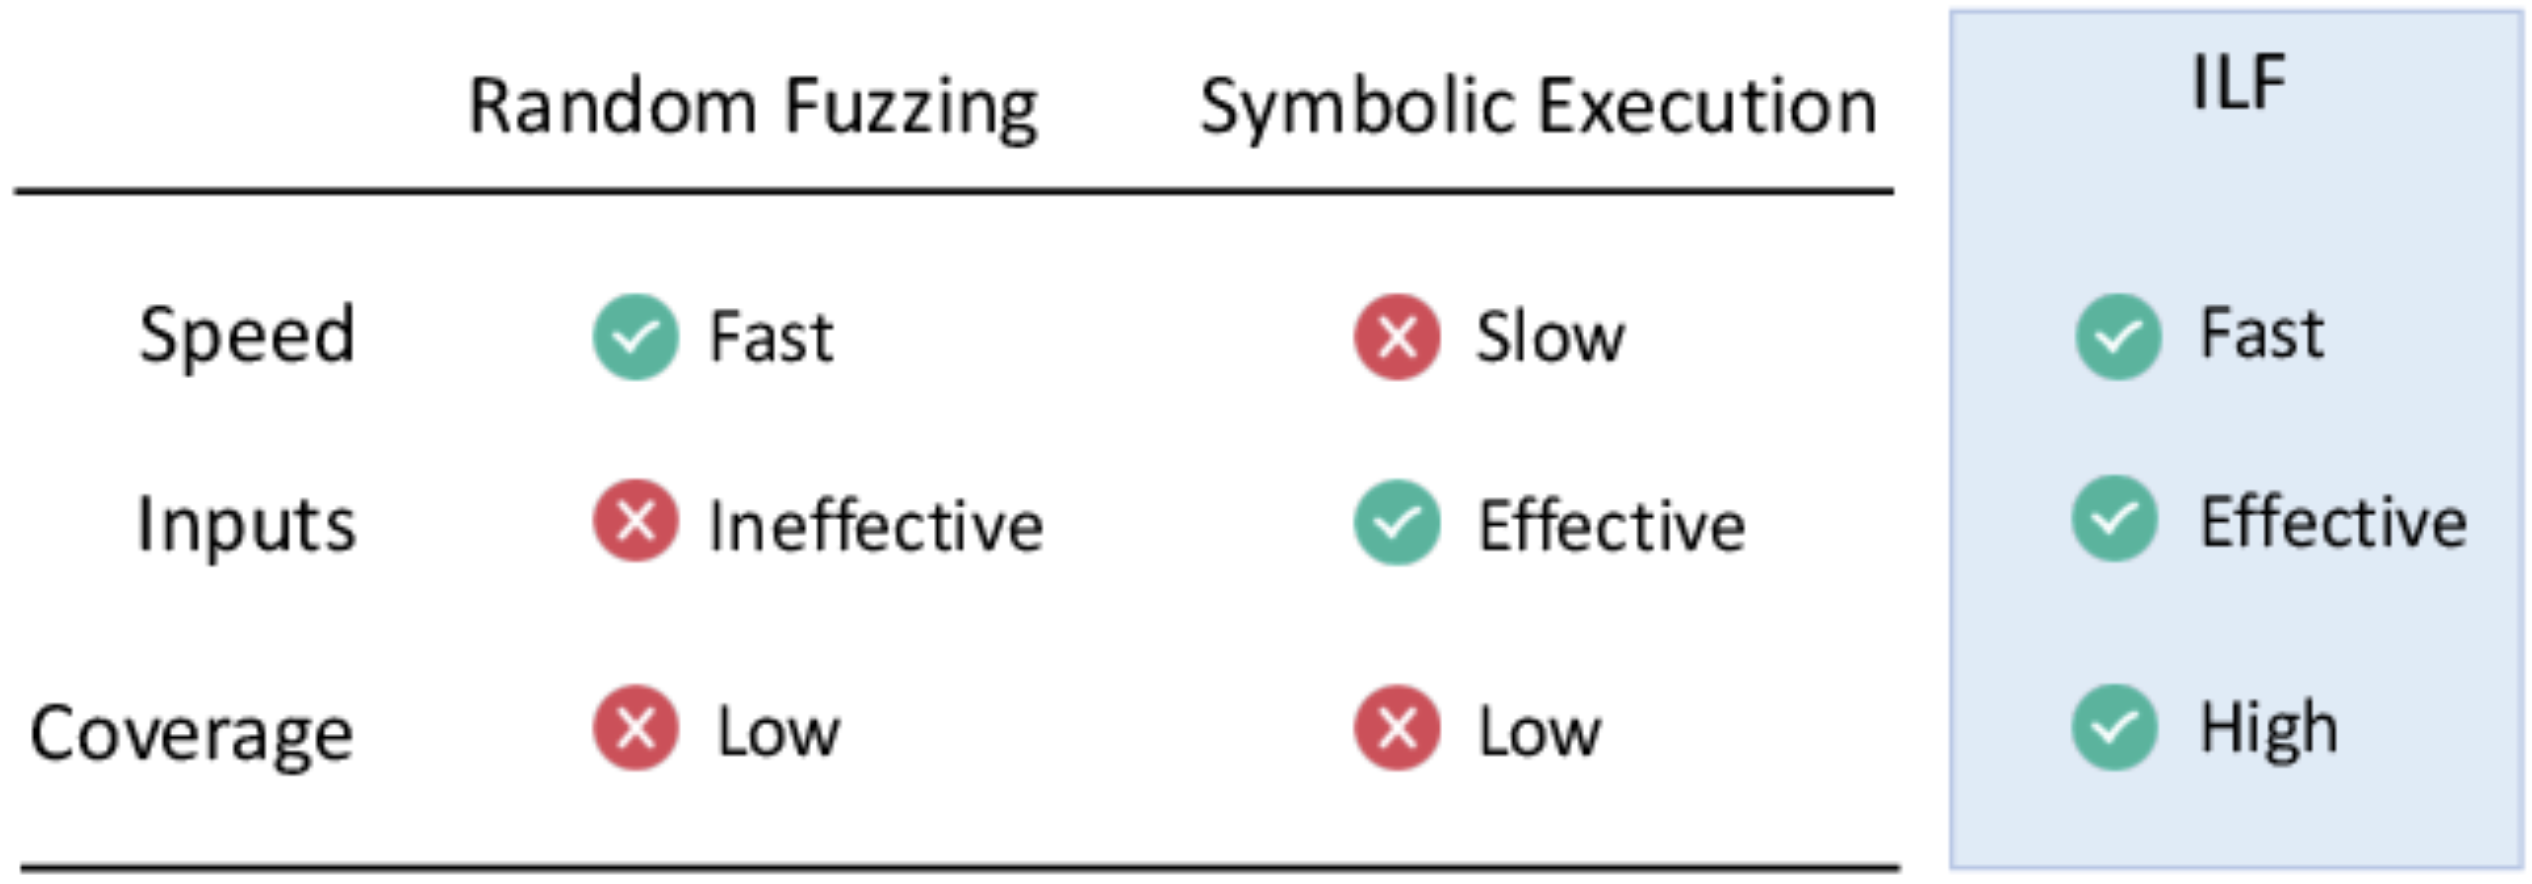 Random Fuzzing Symbolic Execution ILF
Speed Fast Slow Fast
Inputs Ineffective Effective Effective
Coverage Low Low High